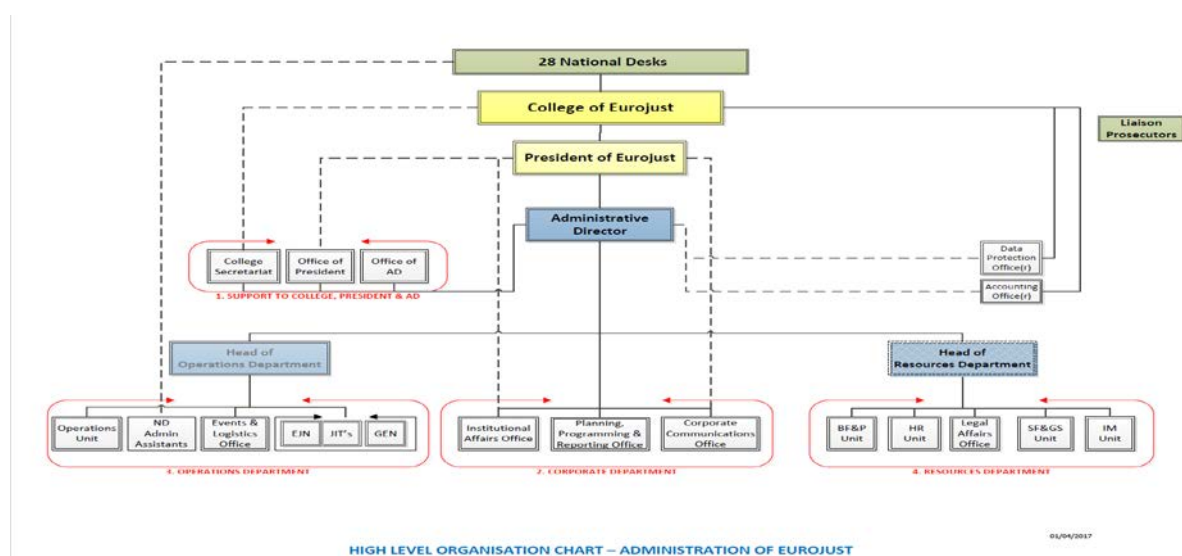 28 National Desks
College of Eurojust
Liaison
Prosecutors
President of Eurojust
Administrative
Director
College
Secretariat
Office of
President
Office of
AD
Data
Protection
Office(r)
Accounting
Office(r)
1. SUPPORT TO COLLEGE, PRESIDENT & AD
Head of
Operations Department
Head of
Resources Department
Operations
Unit
ND
Admin
Assistants
Events &
Logistics
Office
EJN
JIT's
GEN
Institutional
Affairs Office
Planning,
Programming &
Reporting Office
Corporate
Communications
Office
BF&P
Unit
HR
Unit
Legal
Affairs
Office
SF&GS
Unit
IM
Unit
3. OPERATIONS DEPARTMENT
2. CORPORATE DEPARTMENT
4. RESOURCES DEPARTMENT
01/04/2017
HIGH LEVEL ORGANISATION CHART – ADMINISTRATION OF EUROJUST